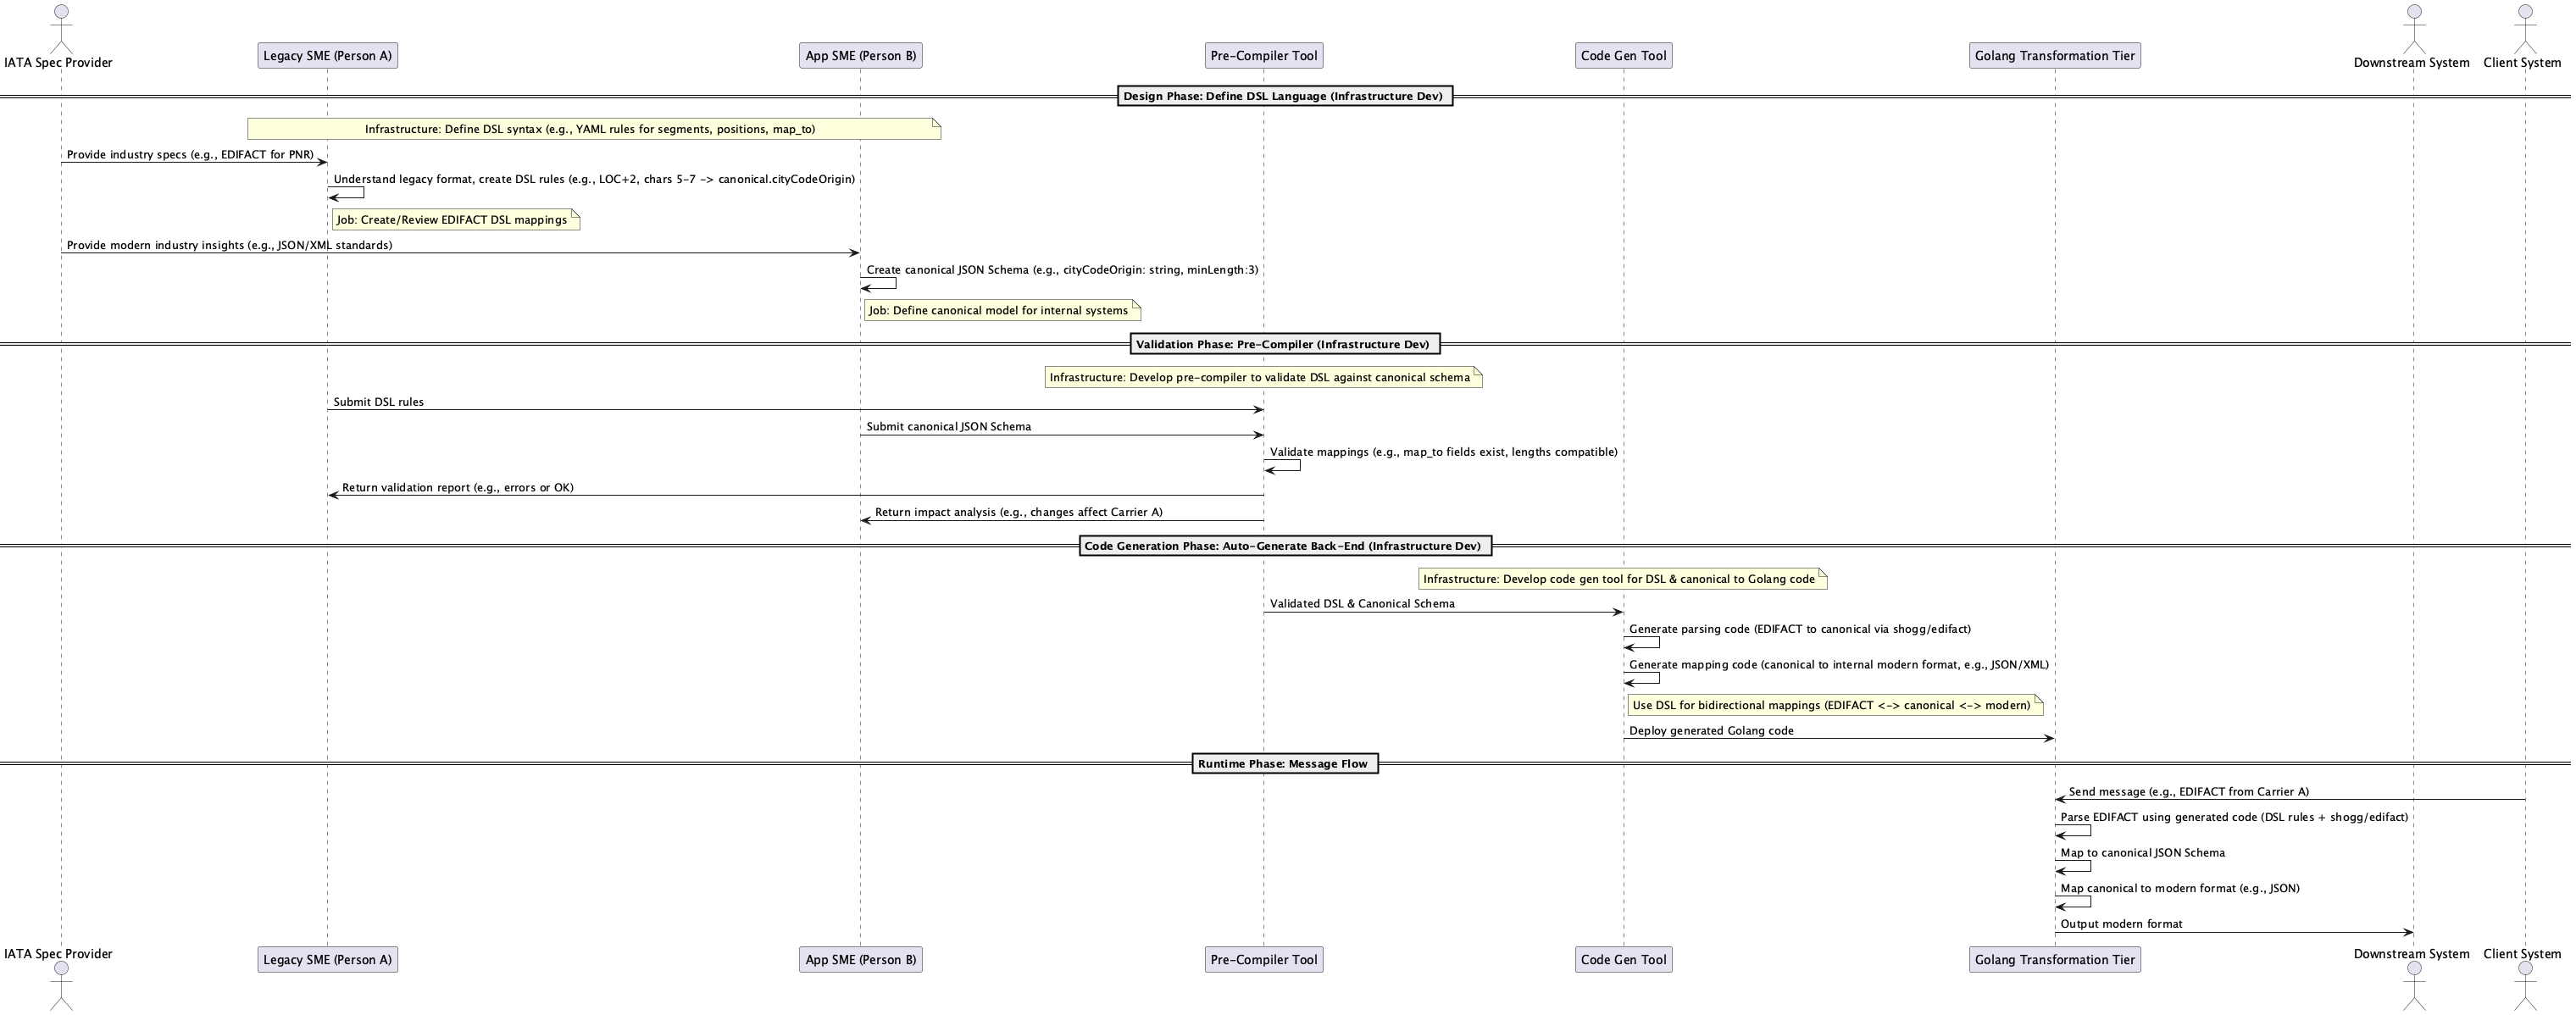 IATA Spec Provider
Legacy SME (Person A)
App SME (Person B)
Pre-Compiler Tool
Code Gen Tool
Golang Transformation Tier
Downstream System
Client System
Design Phase: Define DSL Language (Infrastructure Dev)
Infrastructure: Define DSL syntax (e.g., YAML rules for segments, positions, map_to)
Provide industry specs (e.g., EDIFACT for PNR)
Understand legacy format, create DSL rules (e.g., LOC+2, chars 5-7 -> canonical.cityCodeOrigin)
Job: Create/Review EDIFACT DSL mappings
Provide modern industry insights (e.g., JSON/XML standards)
Create canonical JSON Schema (e.g., cityCodeOrigin: string, minLength:3)
Job: Define canonical model for internal systems
Validation Phase: Pre-Compiler (Infrastructure Dev)
Infrastructure: Develop pre-compiler to validate DSL against canonical schema
Submit DSL rules
Submit canonical JSON Schema
Validate mappings (e.g., map_to fields exist, lengths compatible)
Return validation report (e.g., errors or OK)
Return impact analysis (e.g., changes affect Carrier A)
Code Generation Phase: Auto-Generate Back-End (Infrastructure Dev)
Infrastructure: Develop code gen tool for DSL & canonical to Golang code
Validated DSL & Canonical Schema
Generate parsing code (EDIFACT to canonical via shogg/edifact)
Generate mapping code (canonical to internal modern format, e.g., JSON/XML)
Use DSL for bidirectional mappings (EDIFACT <-> canonical <-> modern)
Deploy generated Golang code
Runtime Phase: Message Flow
Send message (e.g., EDIFACT from Carrier A)
Parse EDIFACT using generated code (DSL rules + shogg/edifact)
Map to canonical JSON Schema
Map canonical to modern format (e.g., JSON)
Output modern format
IATA Spec Provider
Legacy SME (Person A)
App SME (Person B)
Pre-Compiler Tool
Code Gen Tool
Golang Transformation Tier
Downstream System
Client System